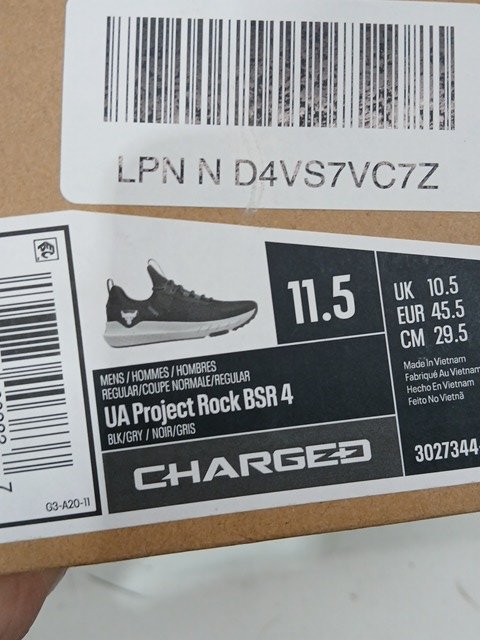 LPN N D4VS7VC7Z
11.5
UK 10.5
EUR 45.5
CM 29.5
MENS / HOMMES / HOMBRES
REGULAR/COUPE NORMALE/REGULAR
UA Project Rock BSR 4
BLK/GRY / NOIR/GRIS
Made In Vietnam
Fabriqué Au Vietnam
Hecho En Vietnam
Feito No Vietnã
CHARGED
3027344-
G3-A20-11
7